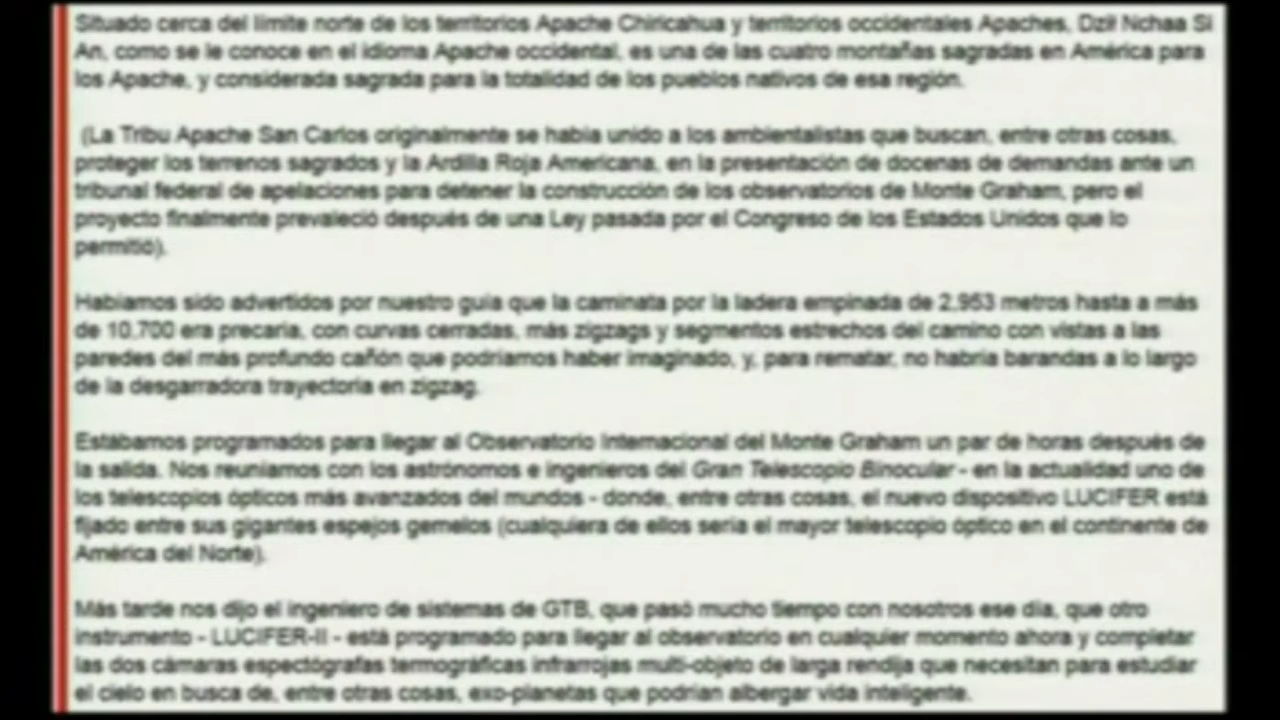 Situado cerca del límite norte de los territorios Apache Chiricahua y territorios occidentales Apaches, Dził Nchaa Si
An, como se le conoce en el idioma Apache occidental, es una de las cuatro montañas sagradas en América para
los Apache, y considerada sagrada para la totalidad de los pueblos nativos de esa región.
(La Tribu Apache San Carlos originalmente se había unido a los ambientalistas que buscan, entre otras cosas,
proteger los terrenos sagrados y la Ardilla Roja Americana, en la presentación de docenas de demandas ante un
tribunal federal de apelaciones para detener la construcción de los observatorios de Monte Graham, pero el
proyecto finalmente prevaleció después de una Ley pasada por el Congreso de los Estados Unidos que lo
permitió).
Habíamos sido advertidos por nuestro guía que la caminata por la ladera empinada de 2,953 metros hasta a más
de 10.700 era precaria, con curvas cerradas, más zigzags y segmentos estrechos del camino con vistas a las
paredes del más profundo cañón que podríamos haber imaginado, y, para rematar, no habría barandas a lo largo
de la desgarradora trayectoria en zigzag.
Estábamos programados para llegar al Observatorio Internacional del Monte Graham un par de horas después de
la salida. Nos reuníamos con los astrónomos e ingenieros del Gran Telescopio Binocular - en la actualidad uno de
los telescopios ópticos más avanzados del mundos - donde, entre otras cosas, el nuevo dispositivo LUCIFER está
fijado entre sus gigantes espejos gemelos (cualquiera de ellos sería el mayor telescopio óptico en el continente de
América del Norte).
Más tarde nos dijo el ingeniero de sistemas de GTB, que pasó mucho tiempo con nosotros ese día, que otro
instrumento - LUCIFER-II - está programado para llegar al observatorio en cualquier momento ahora y completar
las dos cámaras espectógrafas termográficas infrarrojas multi-objeto de larga rendija que necesitan para estudiar
el cielo en busca de, entre otras cosas, exo-planetas que podrían albergar vida inteligente.